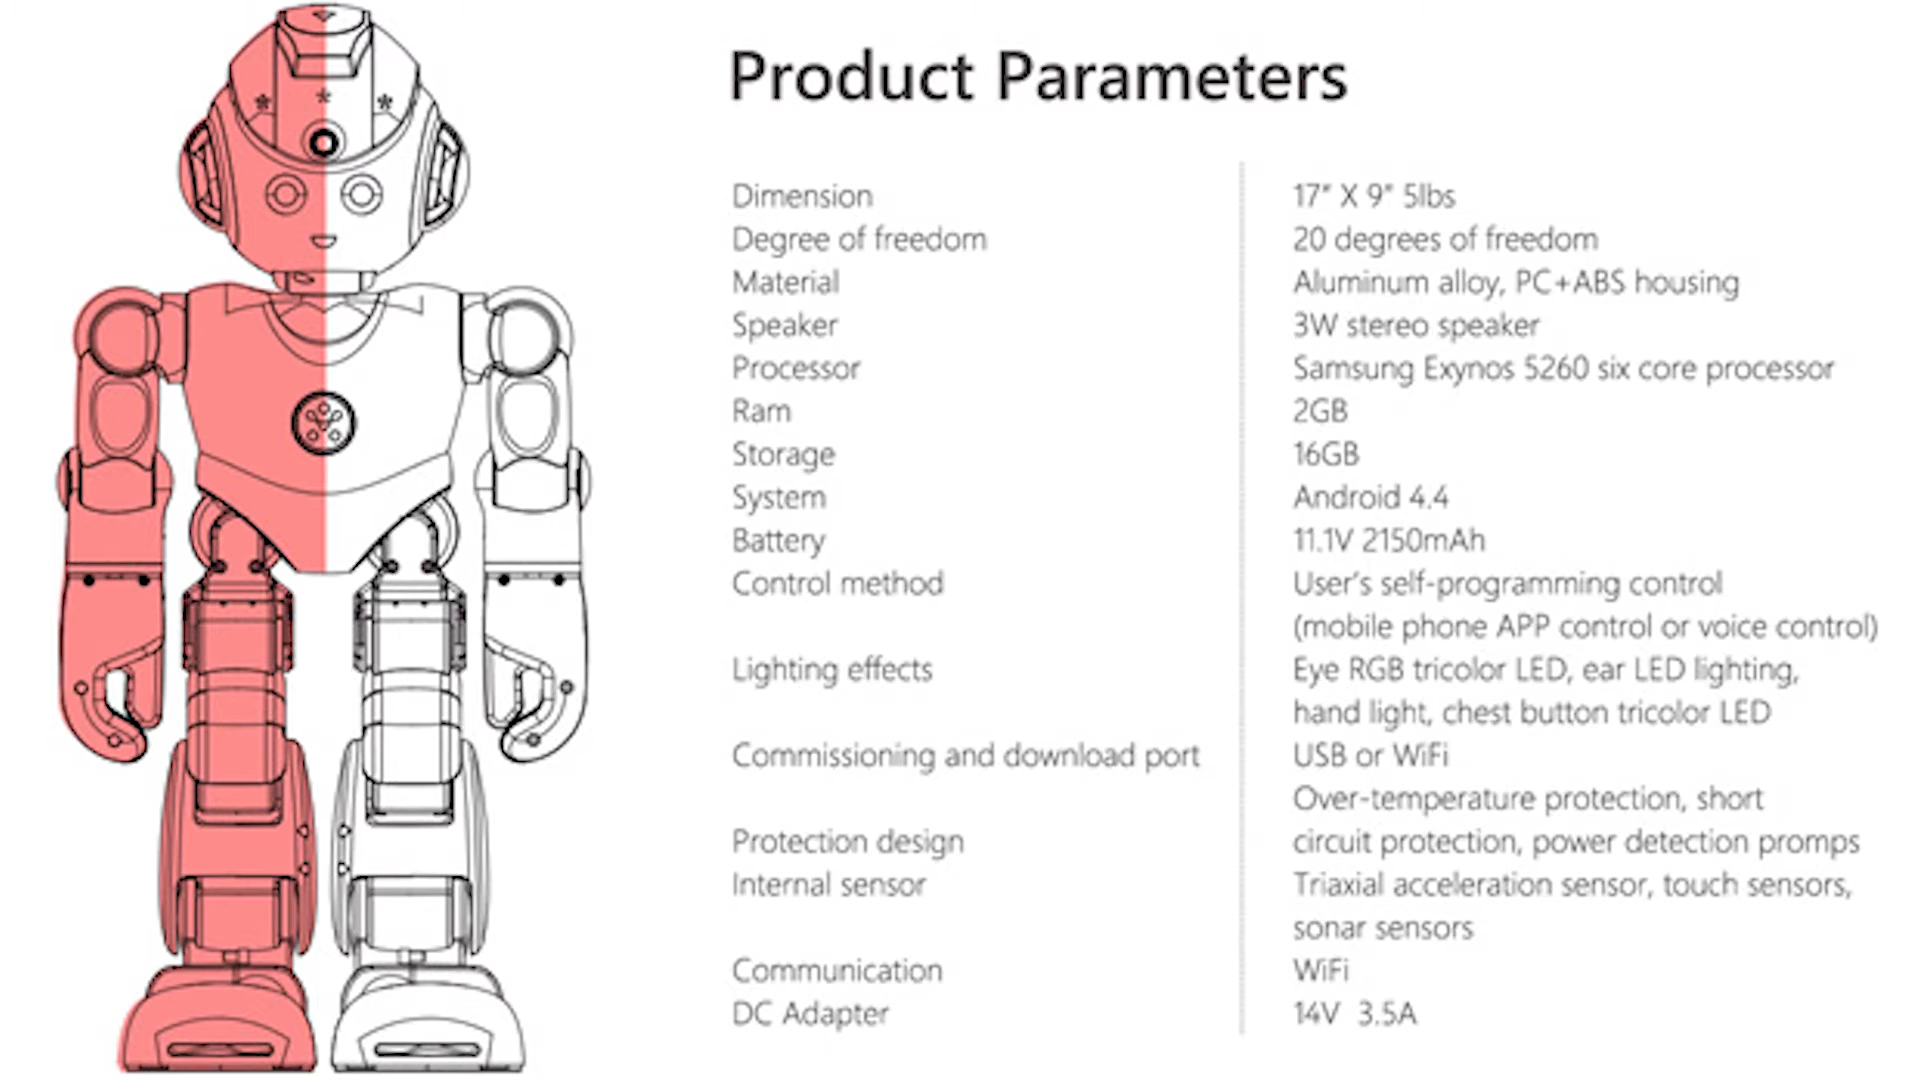 Product Parameters
Dimension 17" X 9" 5lbs
Degree of freedom 20 degrees of freedom
Material Aluminum alloy, PC+ABS housing
Speaker 3W stereo speaker
Processor Samsung Exynos 5260 six core processor
Ram 2GB
Storage 16GB
System Android 4.4
Battery 11.1V 2150mAh
Control method User's self-programming control
(mobile phone APP control or voice control)
Lighting effects Eye RGB tricolor LED, ear LED lighting,
hand light, chest button tricolor LED
Commissioning and download port USB or WiFi
Over-temperature protection, short
Protection design circuit protection, power detection promps
Internal sensor Triaxial acceleration sensor, touch sensors,
sonar sensors
Communication WiFi
DC Adapter 14V 3.5A